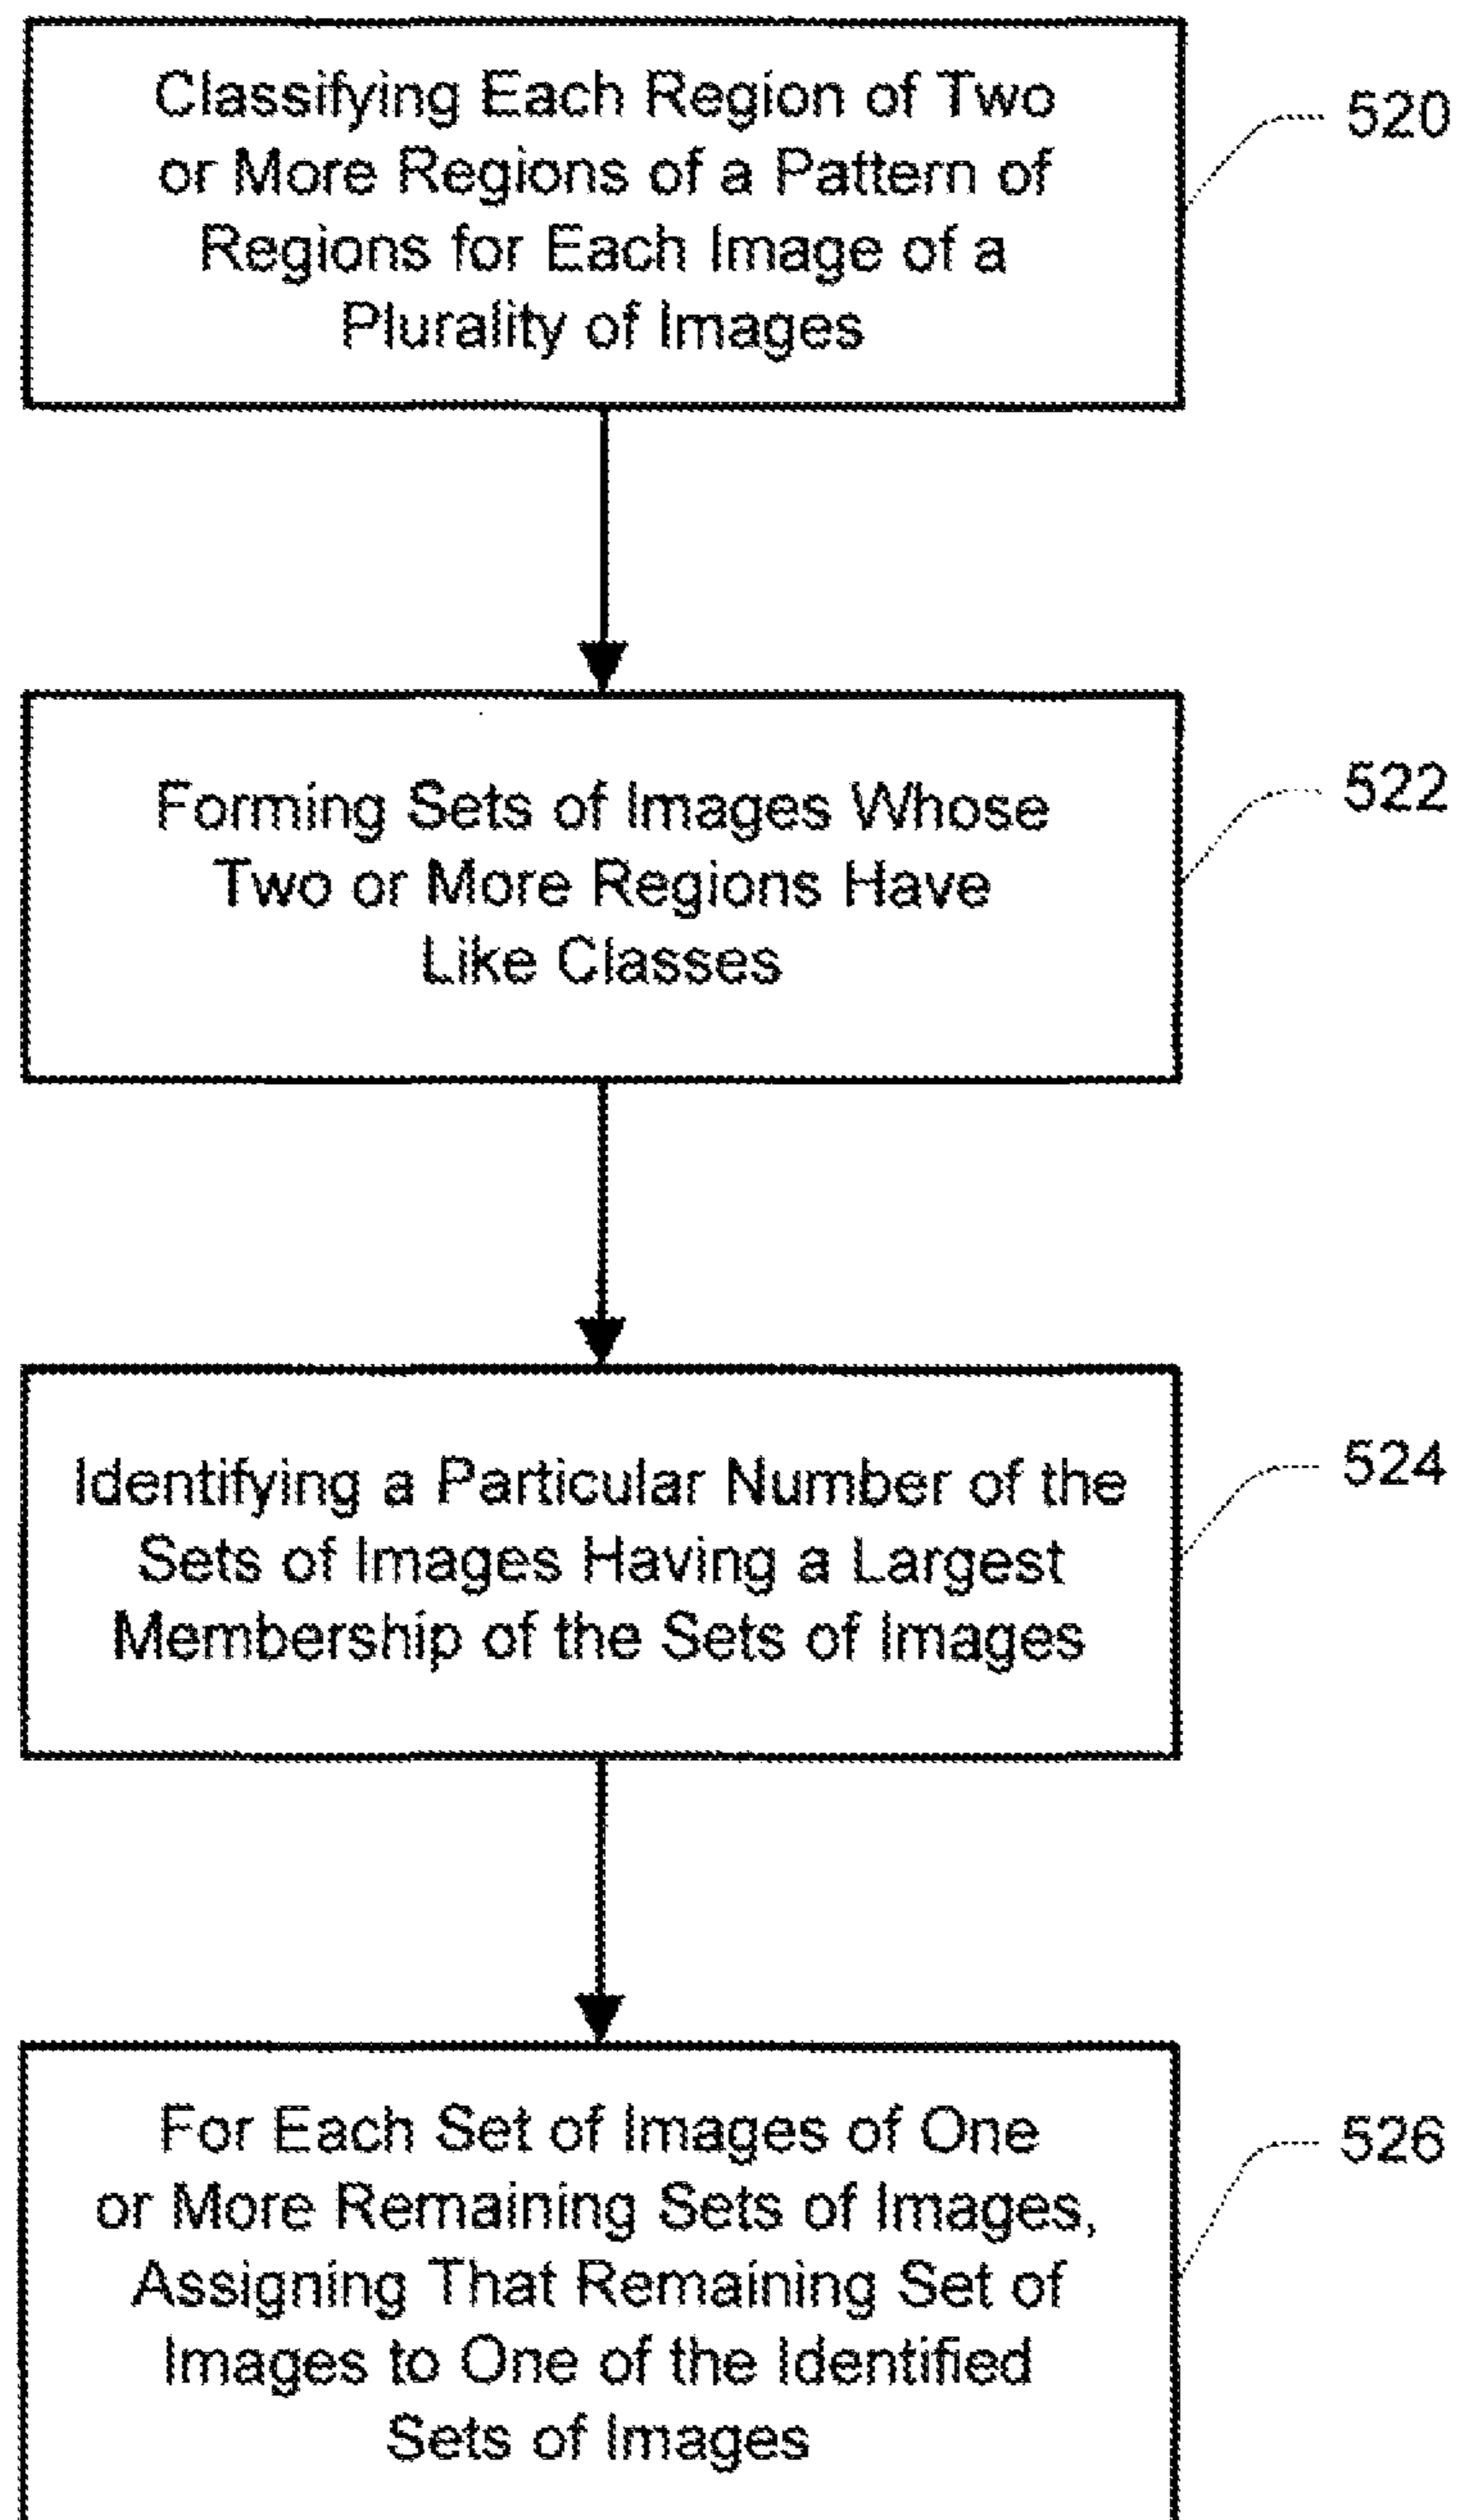 Classifying Each Region of Two
or More Regions of a Pattern of
Regions for Each Image of a
Plurality of Images
520
Forming Sets of Images Whose
Two or More Regions Have
Like Classes
522
Identifying a Particular Number of the
Sets of Images Having a Largest
Membership of the Sets of Images
524
For Each Set of Images of One
or More Remaining Sets of Images,
Assigning That Remaining Set of
Images to One of the Identified
Sets of Images
526